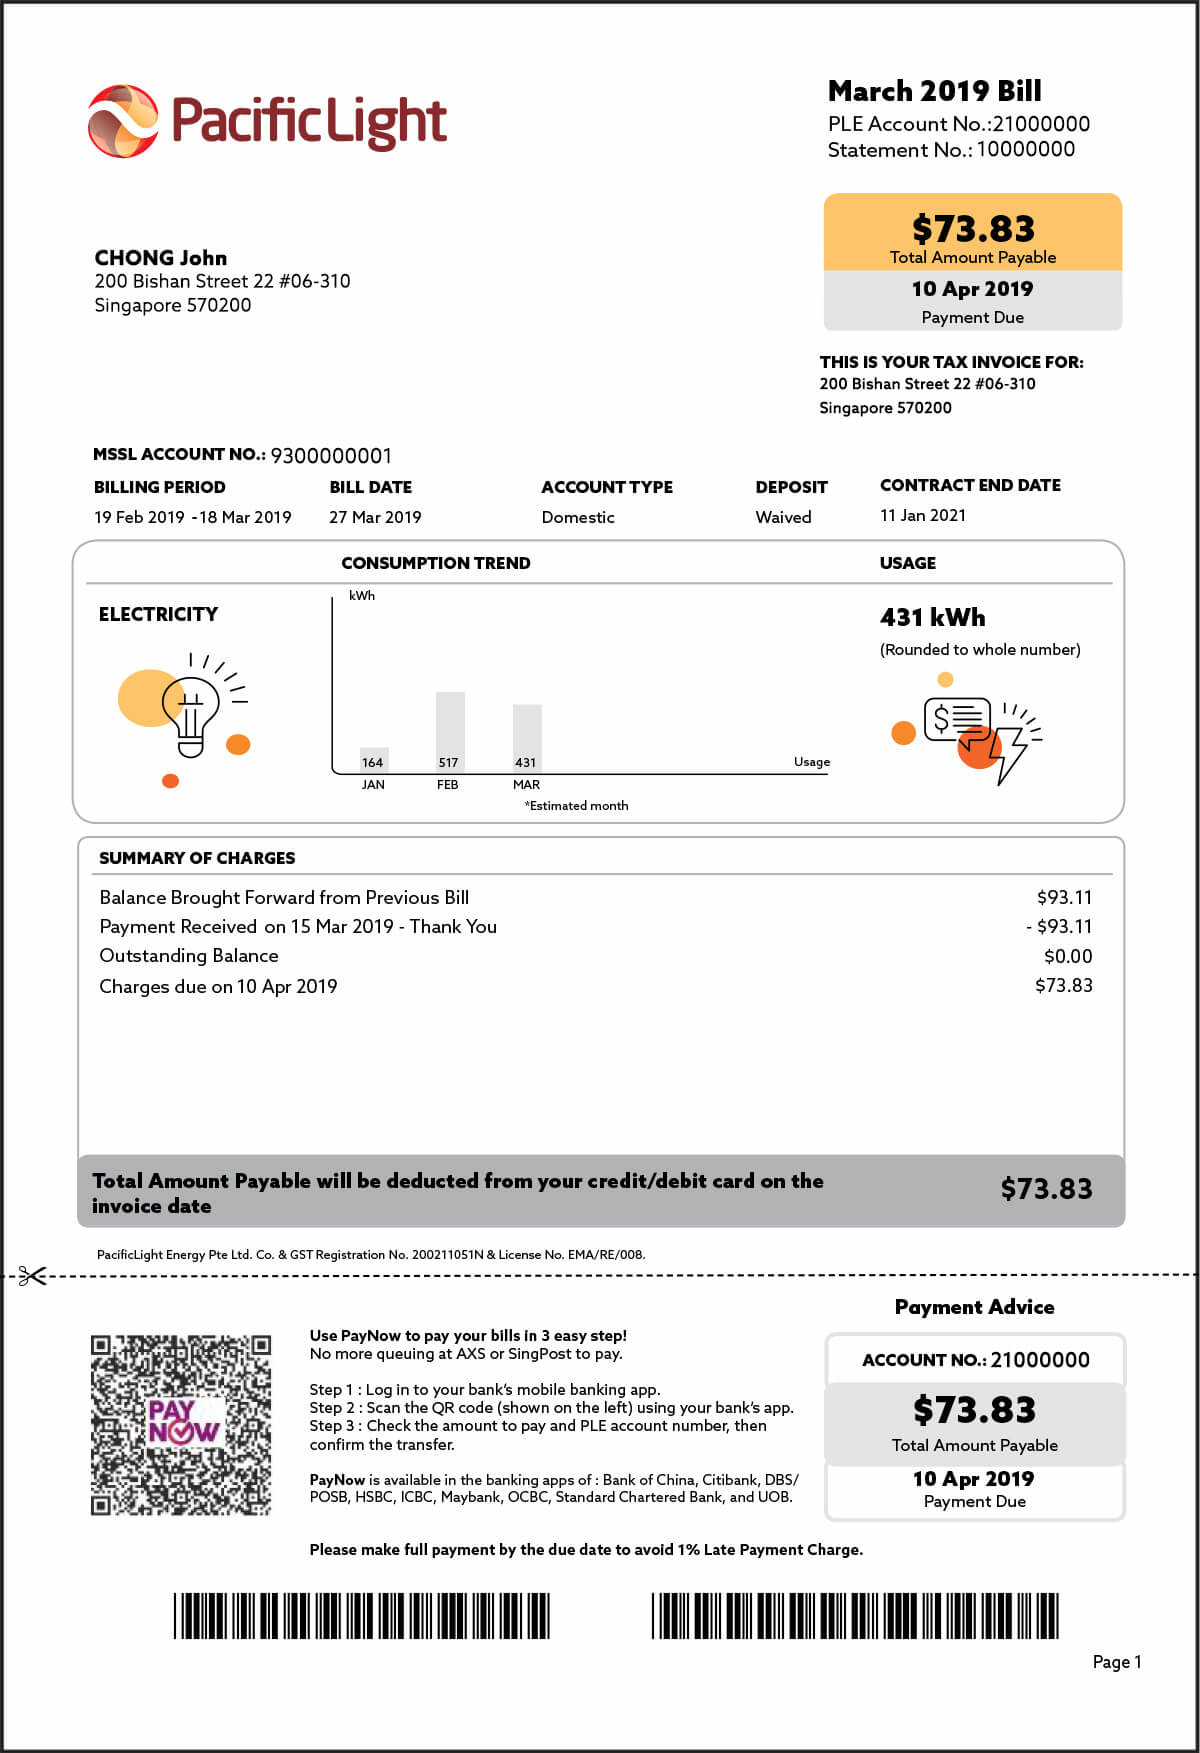 PacificLight
March 2019 Bill
PLE Account No.:21000000
Statement No.: 10000000
$73.83
Total Amount Payable
10 Apr 2019
Payment Due
CHONG John
200 Bishan Street 22 #06-310
Singapore 570200
THIS IS YOUR TAX INVOICE FOR:
200 Bishan Street 22 #06-310
Singapore 570200
MSSL ACCOUNT NO.: 9300000001
BILLING PERIOD BILL DATE ACCOUNT TYPE DEPOSIT CONTRACT END DATE
19 Feb 2019 -18 Mar 2019 27 Mar 2019 Domestic Waived 11 Jan 2021
CONSUMPTION TREND USAGE
ELECTRICITY
kWh
164 517 431
JAN FEB MAR
Usage
*Estimated month
431 kWh
(Rounded to whole number)
$
SUMMARY OF CHARGES
Balance Brought Forward from Previous Bill $93.11
Payment Received on 15 Mar 2019 - Thank You - $93.11
Outstanding Balance $0.00
Charges due on 10 Apr 2019 $73.83
Total Amount Payable will be deducted from your credit/debit card on the
invoice date
$73.83
PacificLight Energy Pte Ltd. Co. & GST Registration No. 200211051N & License No. EMA/RE/008.
PAY
NOW
Use PayNow to pay your bills in 3 easy step!
No more queuing at AXS or SingPost to pay.
Step 1 : Log in to your bank's mobile banking app.
Step 2 : Scan the QR code (shown on the left) using your bank's app.
Step 3 : Check the amount to pay and PLE account number, then
confirm the transfer.
PayNow is available in the banking apps of : Bank of China, Citibank, DBS/
POSB, HSBC, ICBC, Maybank, OCBC, Standard Chartered Bank, and UOB.
Payment Advice
ACCOUNT NO.: 21000000
$73.83
Total Amount Payable
10 Apr 2019
Payment Due
Please make full payment by the due date to avoid 1% Late Payment Charge.
Page 1